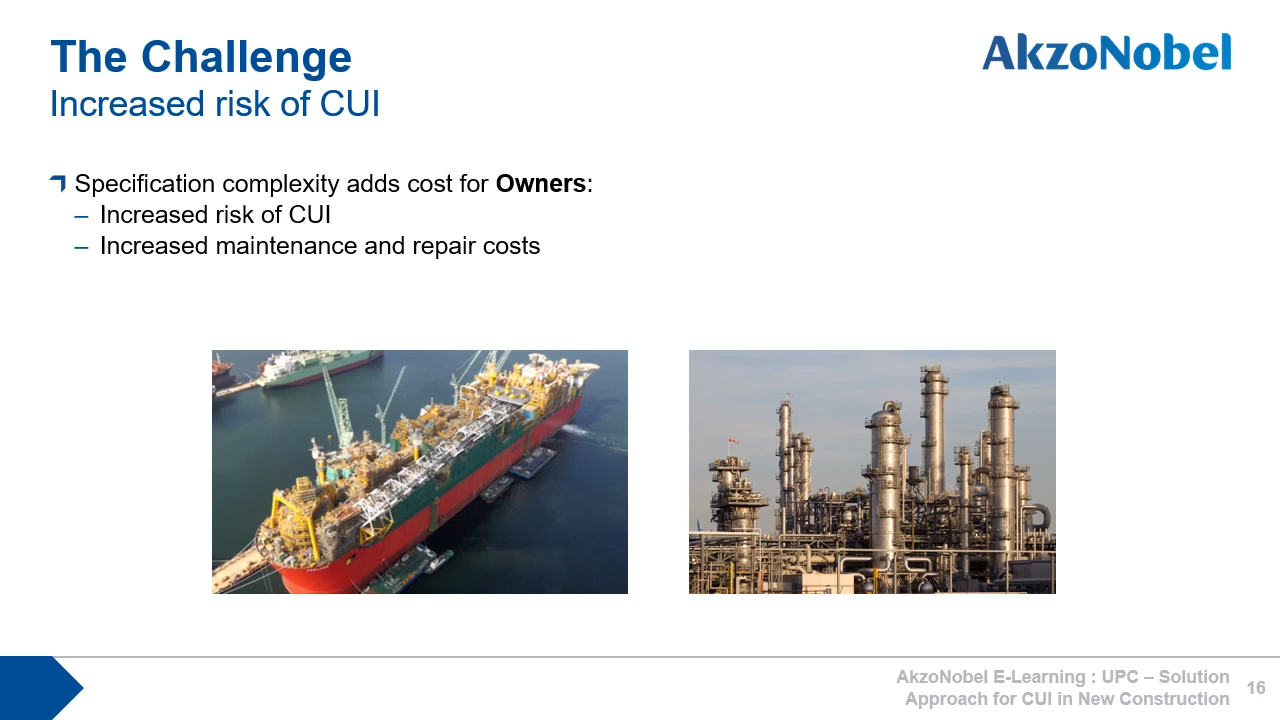 The Challenge
AkzoNobel
Increased risk of CUI
Specification complexity adds cost for Owners:
– Increased risk of CUI
– Increased maintenance and repair costs
AkzoNobel E-Learning : UPC – Solution
Approach for CUI in New Construction
16